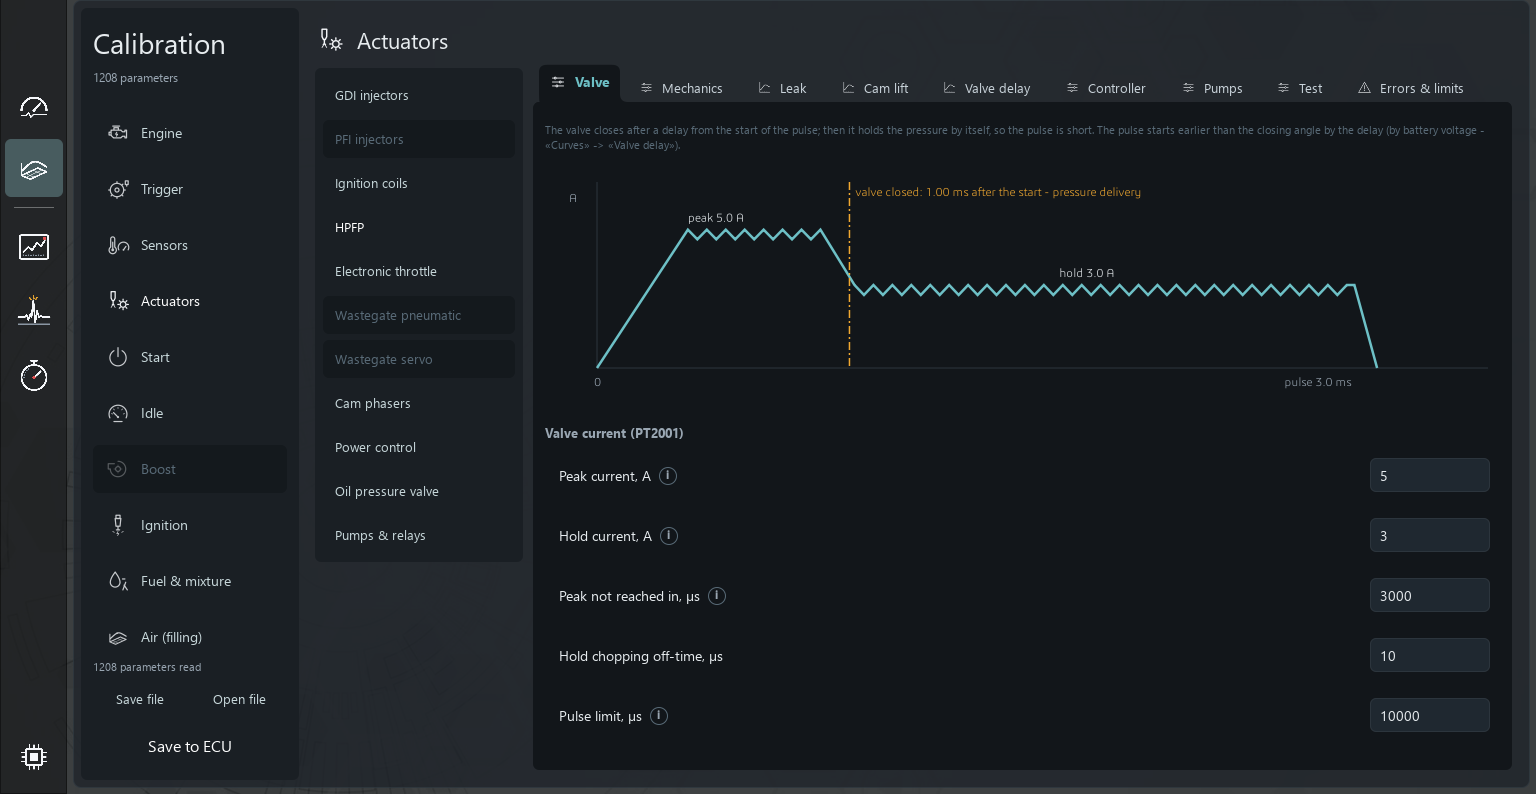 Calibration
1208 parameters
Engine
Trigger
Sensors
Actuators
Start
Idle
Boost
Ignition
Fuel & mixture
Air (filling)
1208 parameters read
Save file
Open file
Save to ECU
Actuators
GDI injectors
PFI injectors
Ignition coils
HPFP
Electronic throttle
Wastegate pneumatic
Wastegate servo
Cam phasers
Power control
Oil pressure valve
Pumps & relays
Valve
Mechanics
Leak
Cam lift
Valve delay
Controller
Pumps
Test
Errors & limits
The valve closes after a delay from the start of the pulse; then it holds the pressure by itself, so the pulse is short. The pulse starts earlier than the closing angle by the delay (by battery voltage -
«Curves» -> «Valve delay»).
A
valve closed: 1.00 ms after the start - pressure delivery
peak 5.0 A
hold 3.0 A
0
pulse 3.0 ms
Valve current (PT2001)
Peak current, A
5
Hold current, A
3
Peak not reached in, µs
3000
Hold chopping off-time, µs
10
Pulse limit, µs
10000